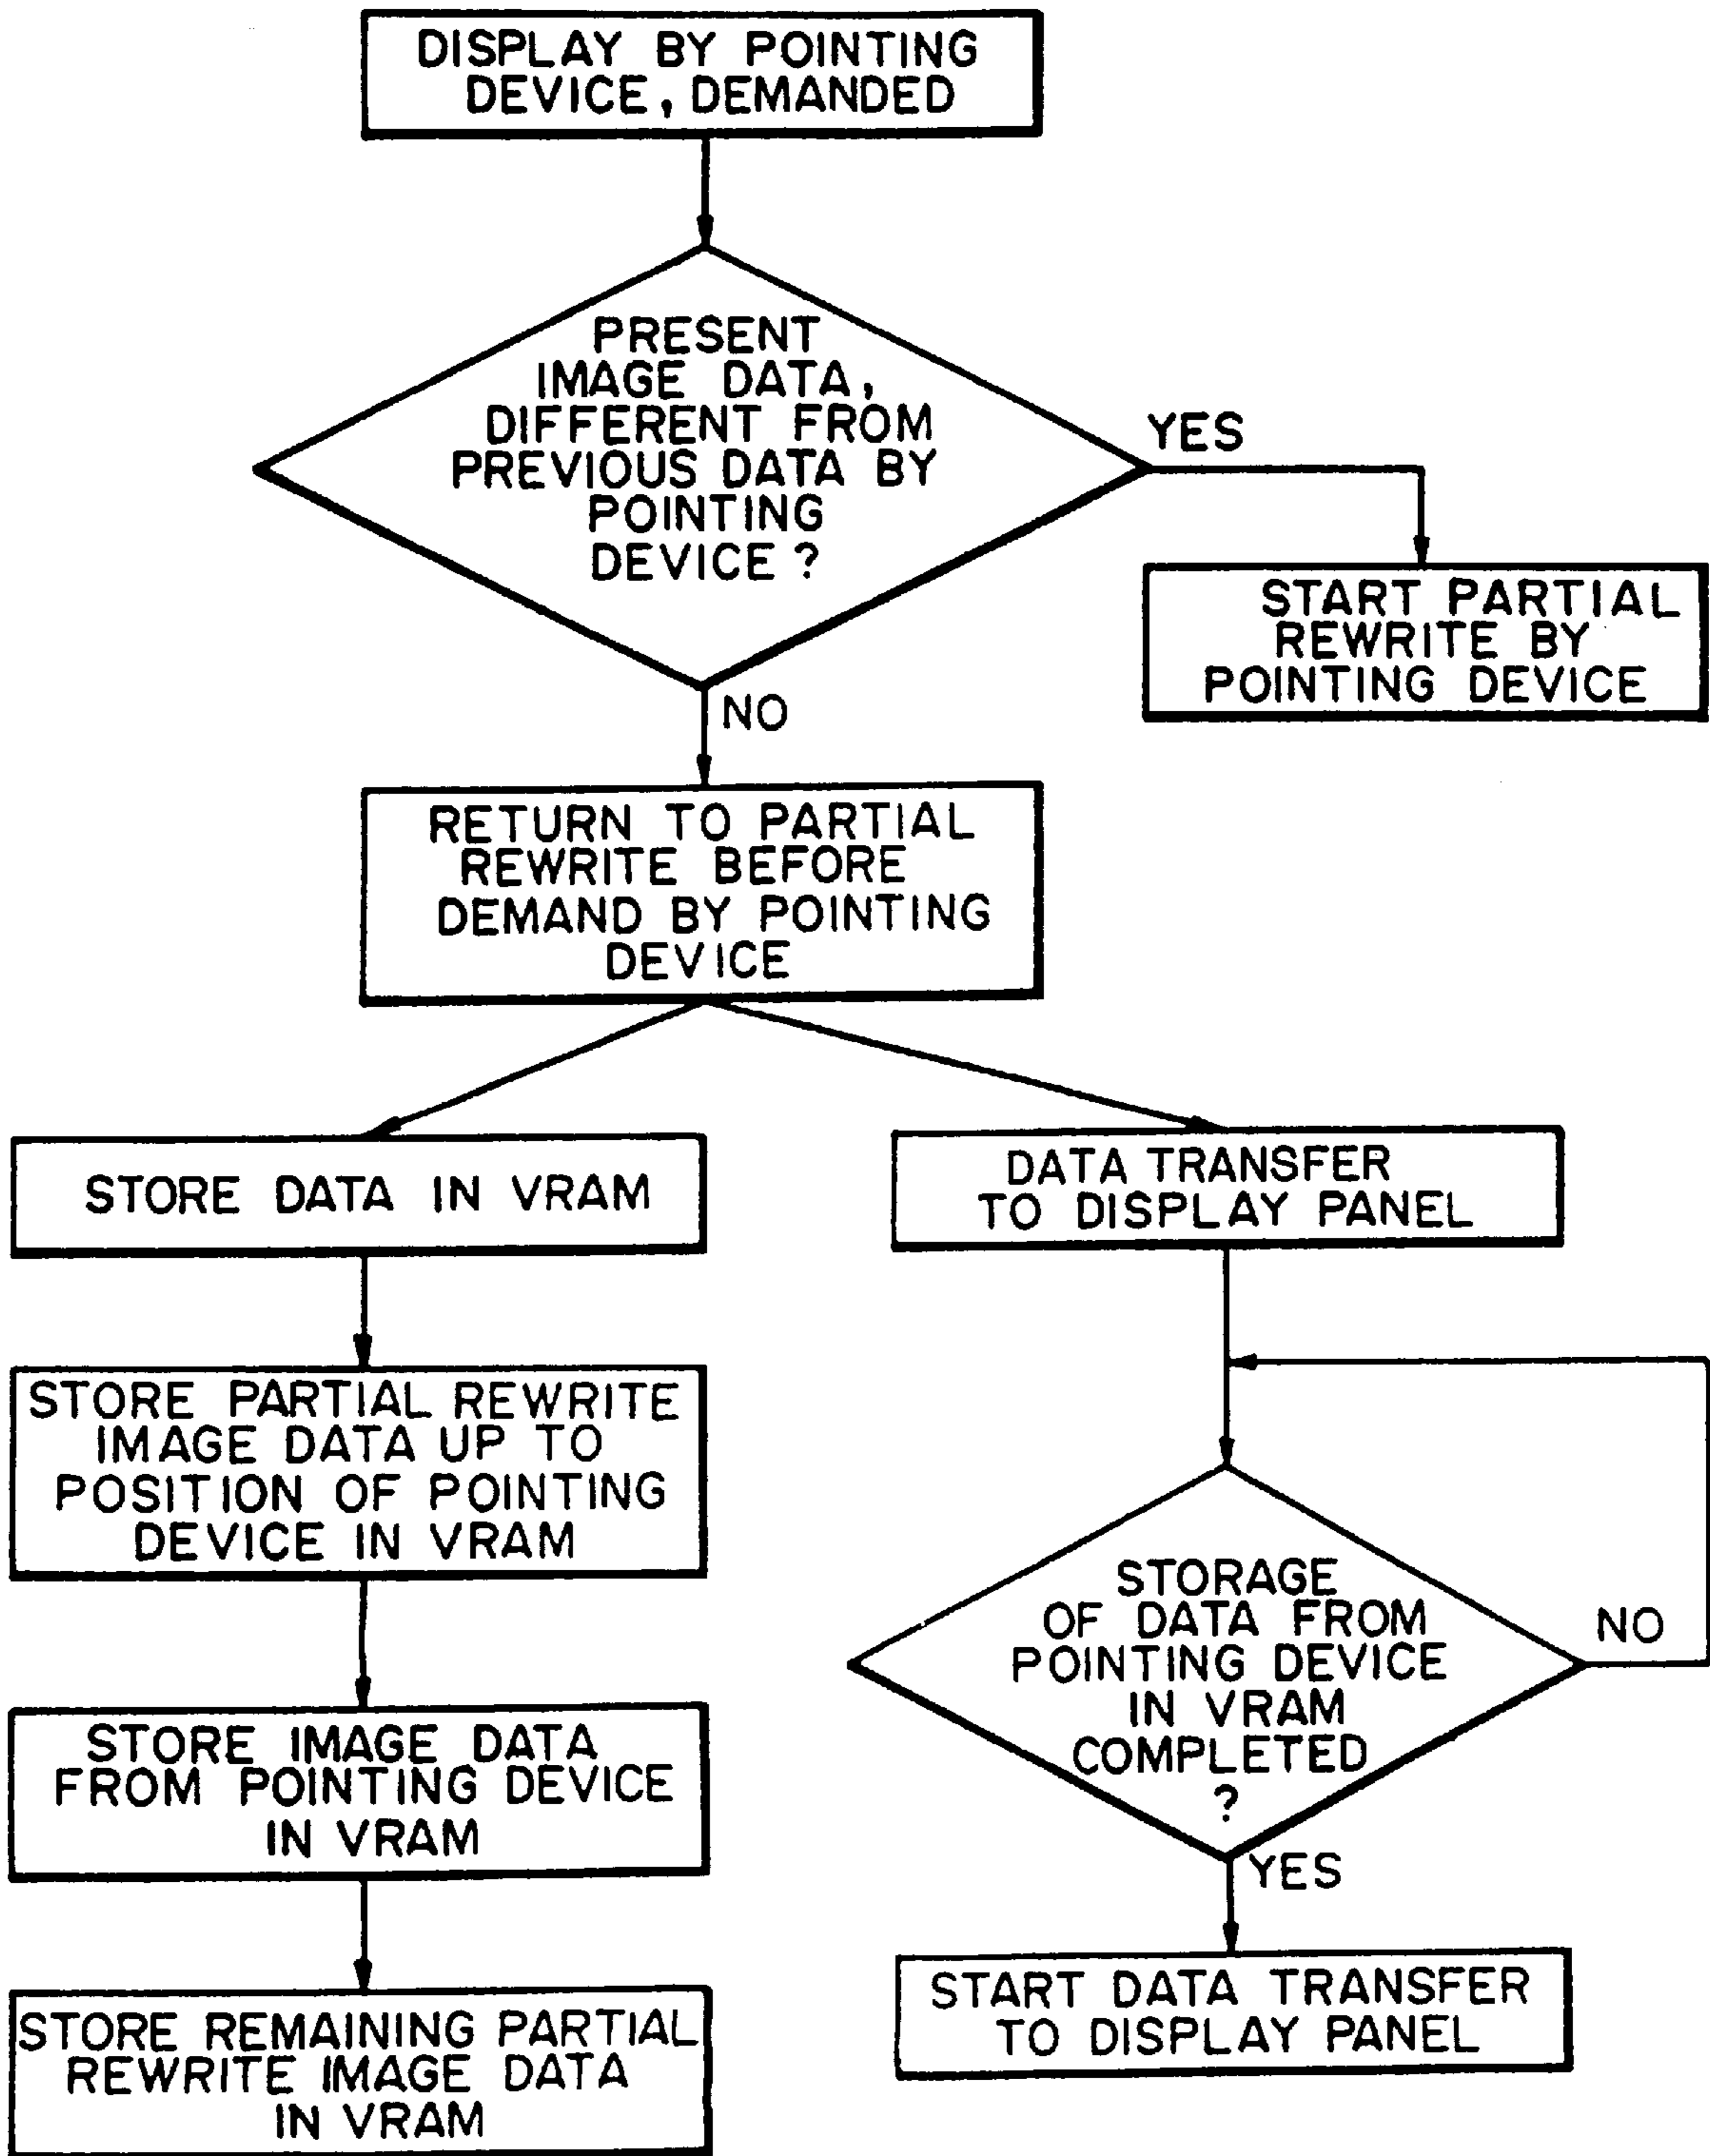 DISPLAY BY POINTING
DEVICE, DEMANDED
PRESENT
IMAGE DATA,
DIFFERENT FROM
PREVIOUS DATA BY
POINTING
DEVICE ?
YES
START PARTIAL
REWRITE BY
POINTING DEVICE
NO
RETURN TO PARTIAL
REWRITE BEFORE
DEMAND BY POINTING
DEVICE
STORE DATA IN VRAM
STORE PARTIAL REWRITE
IMAGE DATA UP TO
POSITION OF POINTING
DEVICE IN VRAM
STORE IMAGE DATA
FROM POINTING DEVICE
IN VRAM
STORE REMAINING PARTIAL
REWRITE IMAGE DATA
IN VRAM
DATA TRANSFER
TO DISPLAY PANEL
STORAGE
OF DATA FROM
POINTING DEVICE
IN VRAM
COMPLETED
?
NO
YES
START DATA TRANSFER
TO DISPLAY PANEL